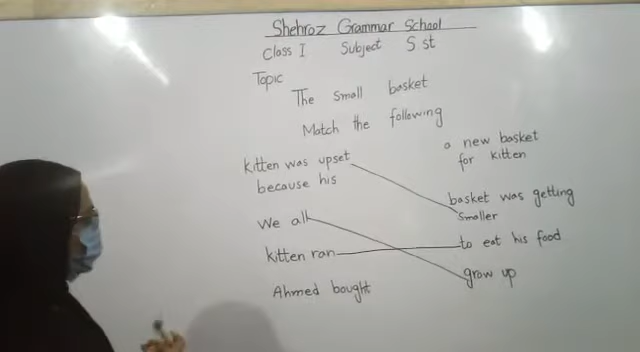 Shehroz Grammar School
Class I Subject S st
Topic
The small basket
Match the following
kitten was upset
because his
We all
kitten ran
Ahmed bought
a new basket
for kitten
basket was getting
smaller
to eat his food
grow up